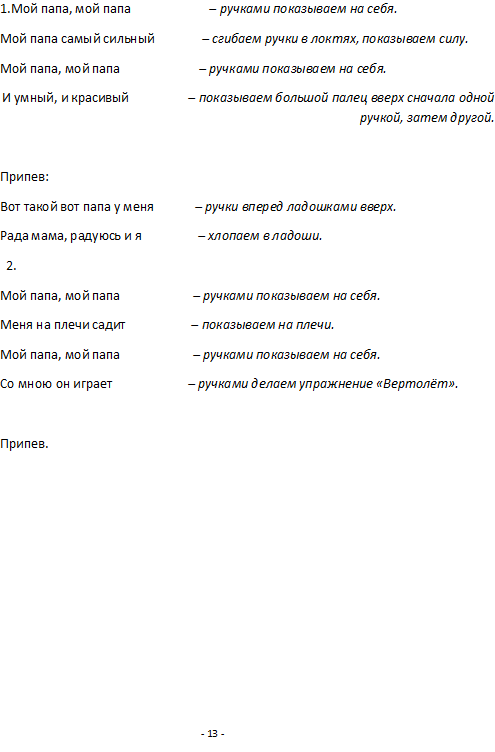 1.Мой папа, мой папа – ручками показываем на себя.
Мой папа самый сильный – сгибаем ручки в локтях, показываем силу.
Мой папа, мой папа – ручками показываем на себя.
И умный, и красивый – показываем большой палец вверх сначала одной
ручкой, затем другой.
Припев:
Вот такой вот папа у меня – ручки вперед ладошками вверх.
Рада мама, радуюсь и я – хлопаем в ладоши.
2.
Мой папа, мой папа – ручками показываем на себя.
Меня на плечи садит – показываем на плечи.
Мой папа, мой папа – ручками показываем на себя.
Со мною он играет – ручками делаем упражнение «Вертолёт».
Припев.
- 13 -